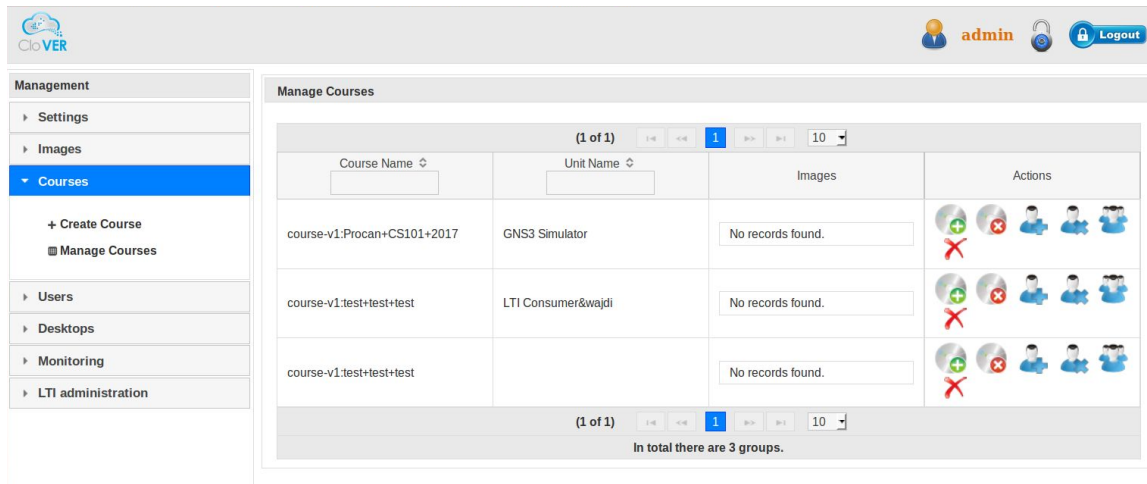 CloVER
admin
Logout
Management
Settings
Images
Courses
+ Create Course
Manage Courses
Users
Desktops
Monitoring
LTI administration
Manage Courses
(1 of 1) 1 10
Course Name Unit Name Images Actions
course-v1:Procan+CS101+2017 GNS3 Simulator No records found.
course-v1:test+test+test LTI Consumer&wajdi No records found.
course-v1:test+test+test No records found.
(1 of 1) 1 10
In total there are 3 groups.